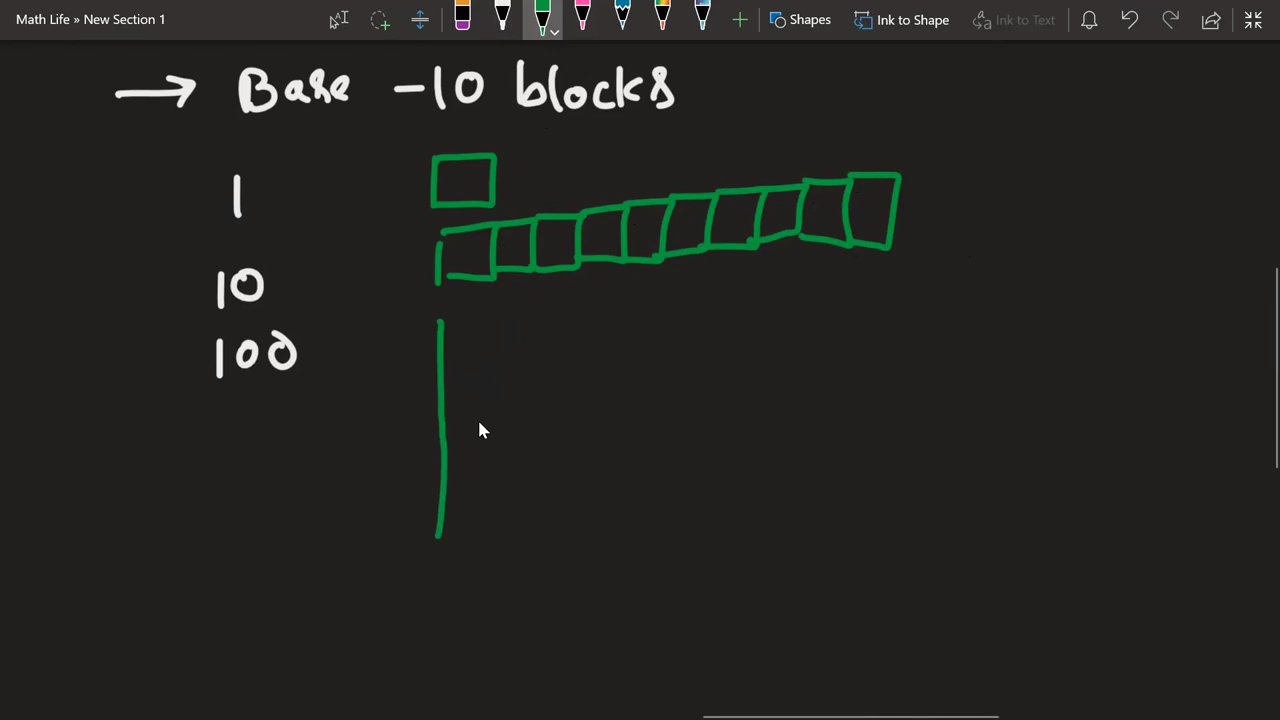 Math Life » New Section 1
Shapes
Ink to Shape
Ink to Text
→ Base -10 blocks
1
10
100